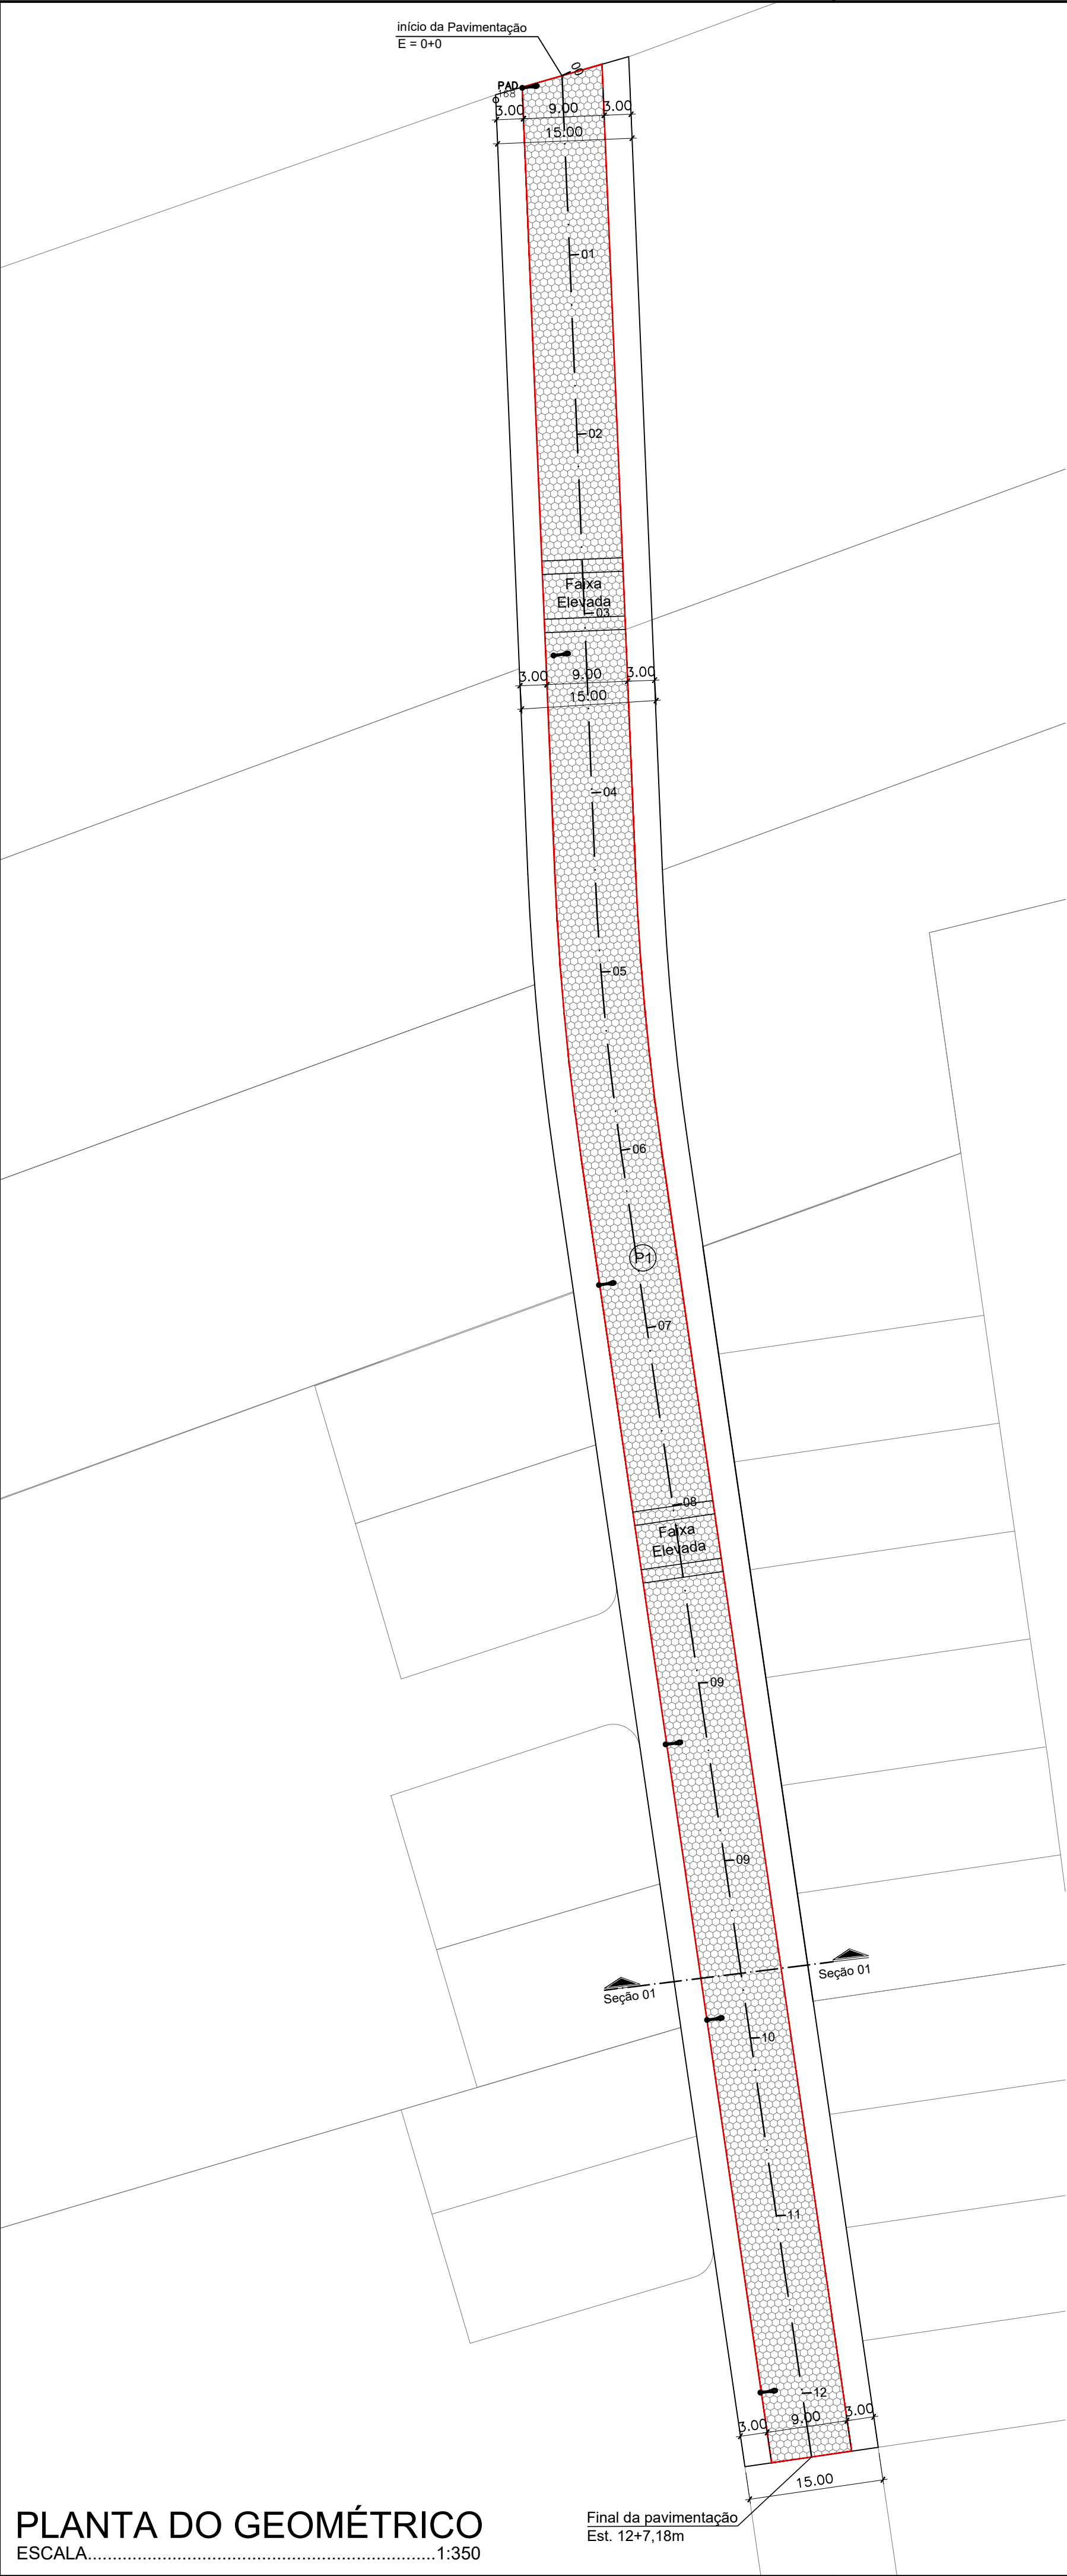 início da Pavimentação
E = 0+0
00
PAD
168
3.00
9.00
3.00
15.00
01
02
Faixa
Elevada
03
3.00
9.00
3.00
15.00
04
05
06
P1
07
08
Faixa
Elevada
09
09
Seção 01
Seção 01
10
11
12
3.00
9.00
3.00
15.00
Final da pavimentação
Est. 12+7,18m
PLANTA DO GEOMÉTRICO
ESCALA......................................................................1:350